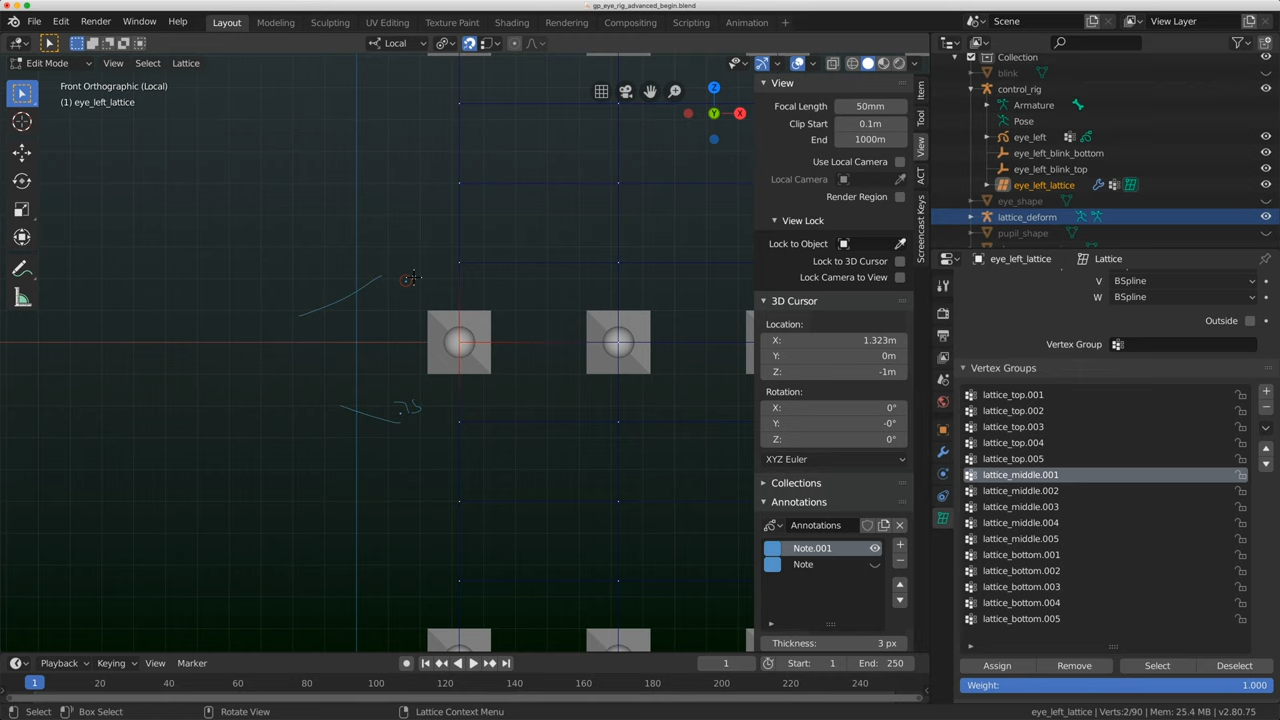 gp_eye_rig_advanced_begin.blend
File Edit Render Window Help
Layout Modeling Sculpting UV Editing Texture Paint Shading Rendering Compositing Scripting Animation
Scene View Layer
Local
Edit Mode View Select Lattice
Front Orthographic (Local)
(1) eye_left_lattice
Z
X
Y
View
Focal Length 50mm
Clip Start 0.1m
End 1000m
Use Local Camera
Local Camera
Render Region
View Lock
Lock to Object
Lock to 3D Cursor
Lock Camera to View
3D Cursor
Location:
X: 1.323m
Y: 0m
Z: -1m
Rotation:
X: 0°
Y: -0°
Z: 0°
XYZ Euler
Collections
Annotations
Annotations
Note.001
Note
Thickness: 3 px
Item
Tool
View
ACT
Screencast Keys
Collection
blink
control_rig
Armature
Pose
eye_left
eye_left_blink_bottom
eye_left_blink_top
eye_left_lattice
eye_shape
lattice_deform
pupil_shape
eye_left_lattice Lattice
V BSpline
W BSpline
Outside
Vertex Group
Vertex Groups
lattice_top.001
lattice_top.002
lattice_top.003
lattice_top.004
lattice_top.005
lattice_middle.001
lattice_middle.002
lattice_middle.003
lattice_middle.004
lattice_middle.005
lattice_bottom.001
lattice_bottom.002
lattice_bottom.003
lattice_bottom.004
lattice_bottom.005
Assign Remove Select Deselect
Weight: 1.000
Playback Keying View Marker 1 Start: 1 End: 250
1 20 40 60 80 100 120 140 160 180 200 220 240
Select Box Select Rotate View Lattice Context Menu eye_left_lattice | Verts:2/90 | Mem: 25.4 MB | v2.80.75